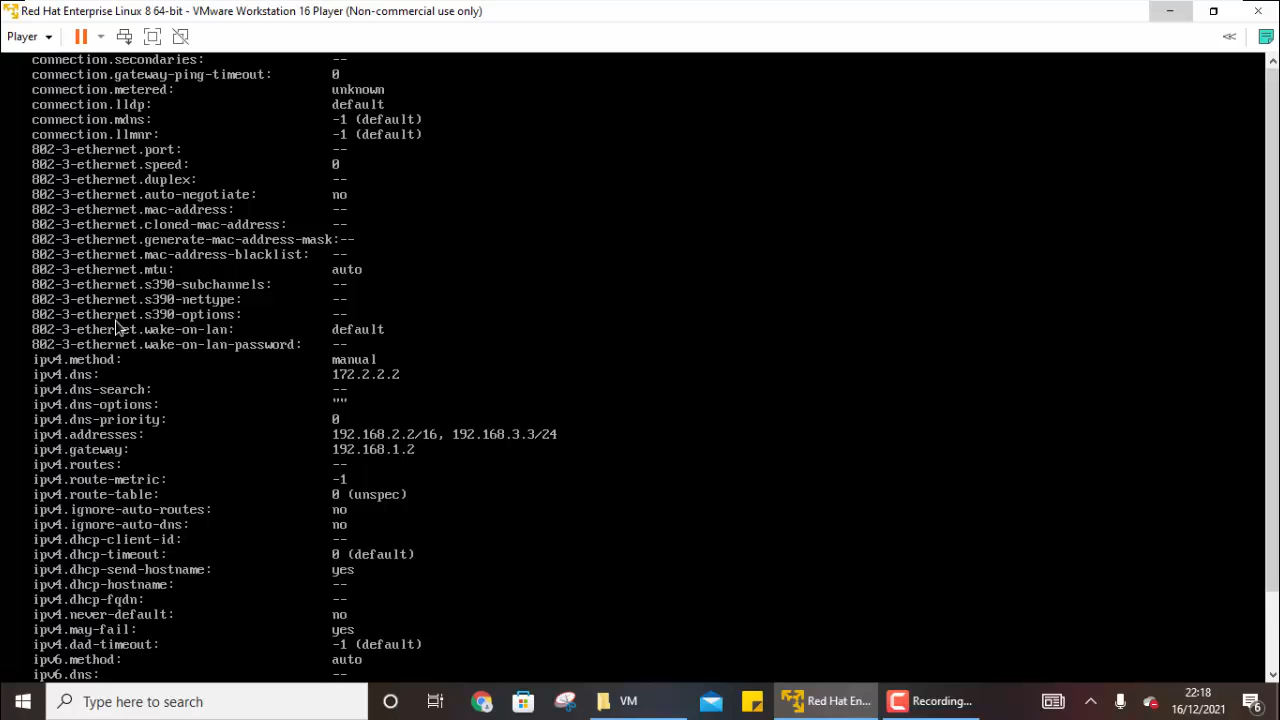 Red Hat Enterprise Linux 8 64-bit - VMware Workstation 16 Player (Non-commercial use only)
Player
connection.secondaries: --
connection.gateway-ping-timeout: 0
connection.metered: unknown
connection.lldp: default
connection.mdns: -1 (default)
connection.llmnr: -1 (default)
802-3-ethernet.port: --
802-3-ethernet.speed: 0
802-3-ethernet.duplex: --
802-3-ethernet.auto-negotiate: no
802-3-ethernet.mac-address: --
802-3-ethernet.cloned-mac-address: --
802-3-ethernet.generate-mac-address-mask:--
802-3-ethernet.mac-address-blacklist: --
802-3-ethernet.mtu: auto
802-3-ethernet.s390-subchannels: --
802-3-ethernet.s390-nettype: --
802-3-ethernet.s390-options: --
802-3-ethernet.wake-on-lan: default
802-3-ethernet.wake-on-lan-password: --
ipv4.method: manual
ipv4.dns: 172.2.2.2
ipv4.dns-search: --
ipv4.dns-options: ""
ipv4.dns-priority: 0
ipv4.addresses: 192.168.2.2/16, 192.168.3.3/24
ipv4.gateway: 192.168.1.2
ipv4.routes: --
ipv4.route-metric: -1
ipv4.route-table: 0 (unspec)
ipv4.ignore-auto-routes: no
ipv4.ignore-auto-dns: no
ipv4.dhcp-client-id: --
ipv4.dhcp-timeout: 0 (default)
ipv4.dhcp-send-hostname: yes
ipv4.dhcp-hostname: --
ipv4.dhcp-fqdn: --
ipv4.never-default: no
ipv4.may-fail: yes
ipv4.dad-timeout: -1 (default)
ipv6.method: auto
ipv6.dns: --
Type here to search
VM
Red Hat En...
Recording...
22:18
16/12/2021
6